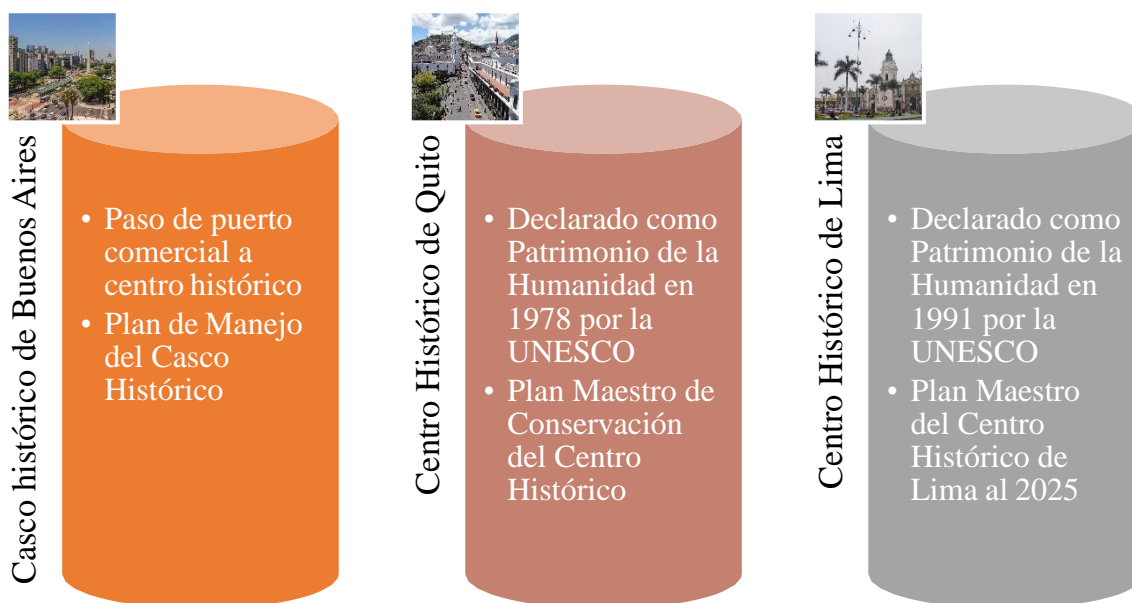 Casco histórico de Buenos Aires
• Paso de puerto
comercial a
centro histórico
• Plan de Manejo
del Casco
Histórico
Centro Histórico de Quito
• Declarado como
Patrimonio de la
Humanidad en
1978 por la
UNESCO
• Plan Maestro de
Conservación
del Centro
Histórico
Centro Histórico de Lima
• Declarado como
Patrimonio de la
Humanidad en
1991 por la
UNESCO
• Plan Maestro
del Centro
Histórico de
Lima al 2025